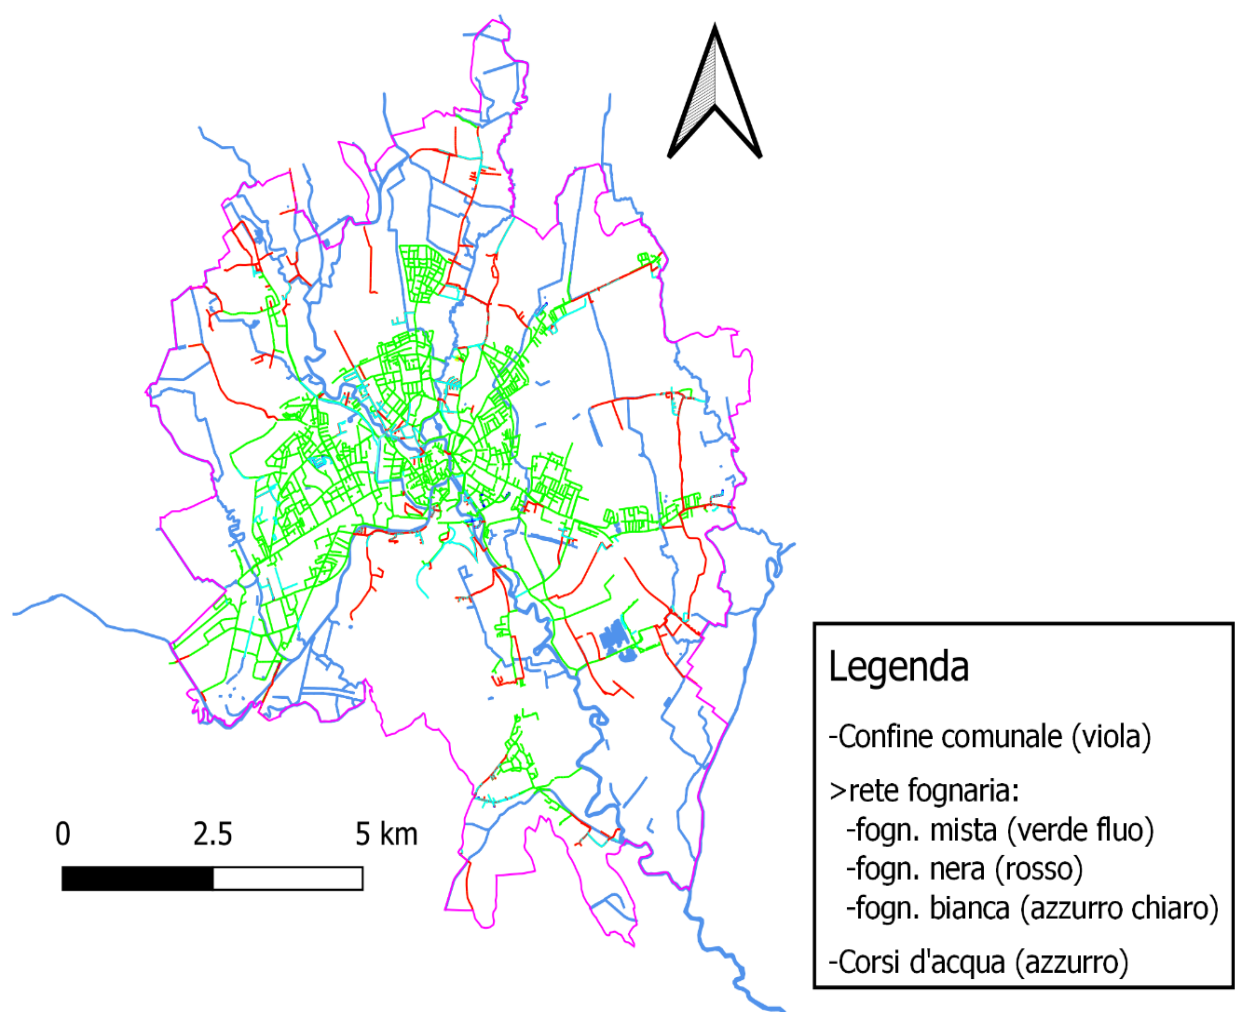 Legenda
-Confine comunale (viola)
>rete fognaria:
-fogn. mista (verde fluo)
-fogn. nera (rosso)
-fogn. bianca (azzurro chiaro)
-Corsi d'acqua (azzurro)
0 2.5 5 km